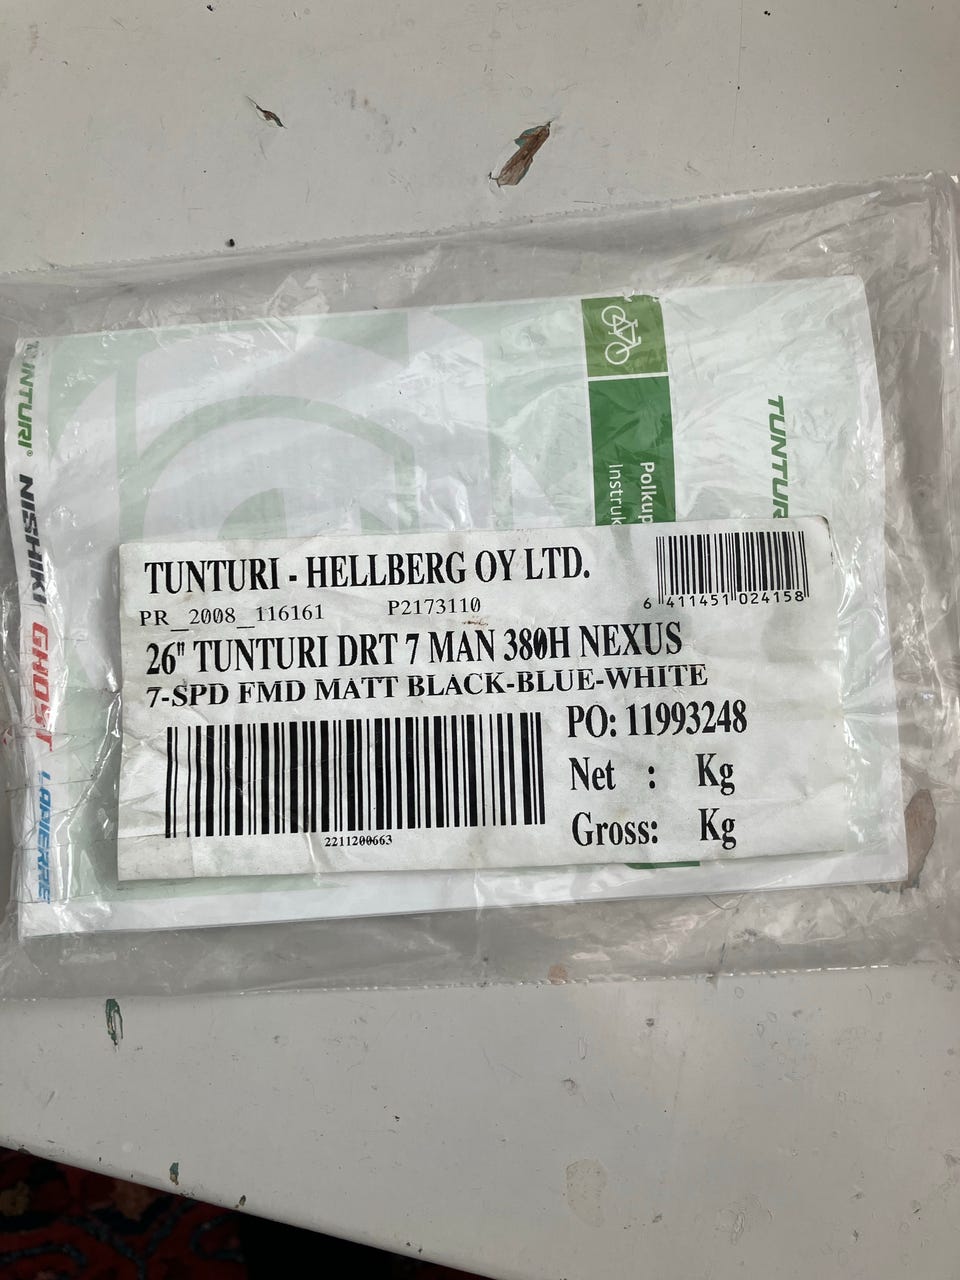 TUNTURI® NISHIKI GHOST LAPIERRE
TUNTURI
Polkup
Instruk
TUNTURI - HELLBERG OY LTD.
PR_2008_116161 P2173110
6 411451 024158
26" TUNTURI DRT 7 MAN 380H NEXUS
7-SPD FMD MATT BLACK-BLUE-WHITE
PO: 11993248
Net : Kg
Gross: Kg
2211200663